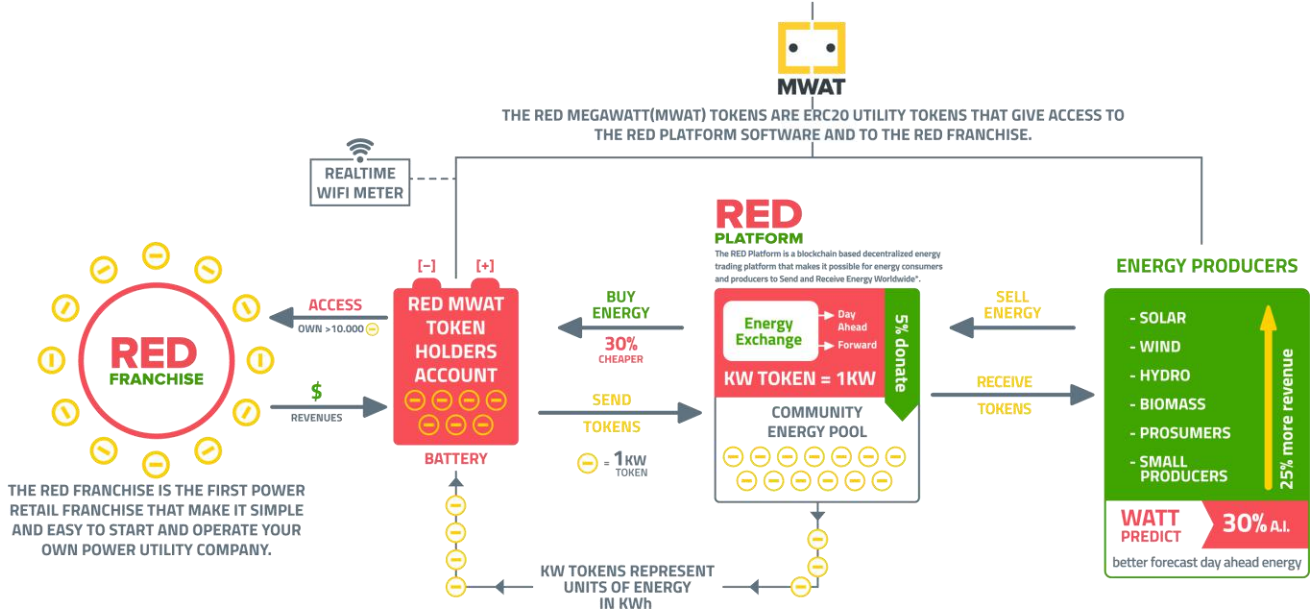 MWAT
THE RED MEGAWATT(MWAT) TOKENS ARE ERC20 UTILITY TOKENS THAT GIVE ACCESS TO
THE RED PLATFORM SOFTWARE AND TO THE RED FRANCHISE.
REALTIME
WIFI METER
RED
FRANCHISE
THE RED FRANCHISE IS THE FIRST POWER
RETAIL FRANCHISE THAT MAKE IT SIMPLE
AND EASY TO START AND OPERATE YOUR
OWN POWER UTILITY COMPANY.
ACCESS
OWN >10.000
$
REVENUES
[-]
[+]
RED MWAT
TOKEN
HOLDERS
ACCOUNT
BATTERY
BUY
ENERGY
30%
CHEAPER
SEND
TOKENS
= 1KW
TOKEN
RED
PLATFORM
The RED Platform is a blockchain based decentralized energy
trading platform that makes it possible for energy consumers
and producers to Send and Receive Energy Worldwide*.
Energy
Exchange
Day
Ahead
Forward
5% donate
KW TOKEN = 1KW
COMMUNITY
ENERGY POOL
KW TOKENS REPRESENT
UNITS OF ENERGY
IN KWh
SELL
ENERGY
RECEIVE
TOKENS
ENERGY PRODUCERS
- SOLAR
- WIND
- HYDRO
- BIOMASS
- PROSUMERS
- SMALL
PRODUCERS
25% more revenue
WATT
PREDICT
30% A.I.
better forecast day ahead energy